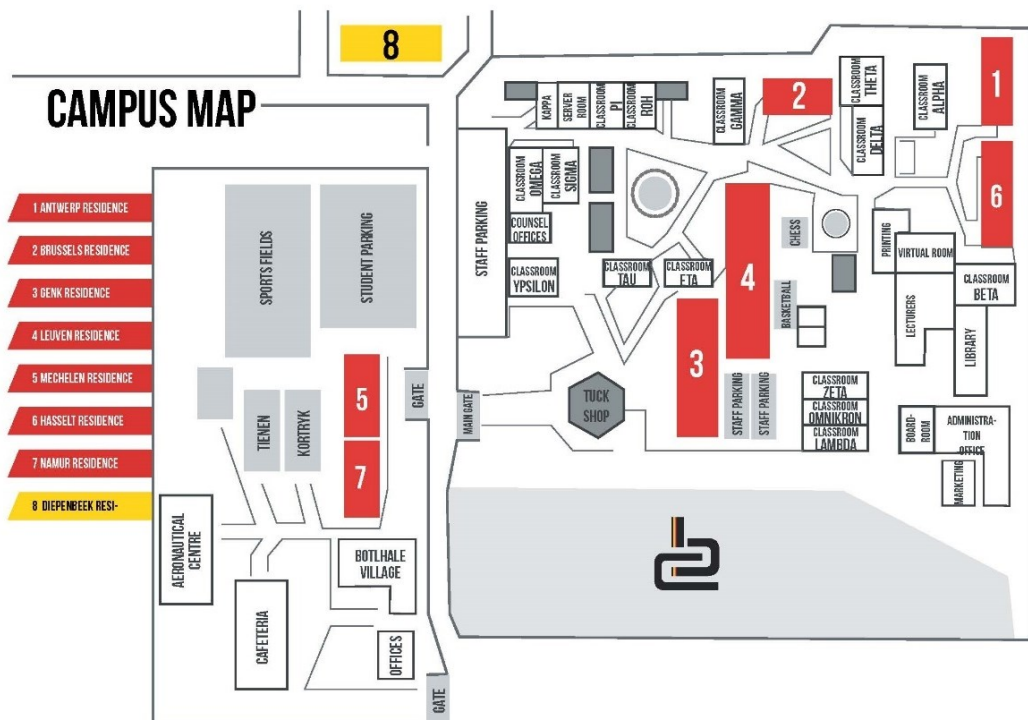 8
CAMPUS MAP
1 ANTWERP RESIDENCE
2 BRUSSELS RESIDENCE
3 GENK RESIDENCE
4 LEUVEN RESIDENCE
5 MECHELEN RESIDENCE
6 HASSELT RESIDENCE
7 NAMUR RESIDENCE
8 DIEPENBEEK RESI-
SPORTS FIELDS
STUDENT PARKING
TIENEN
KORTRYK
5
7
GATE
AERONAUTICAL
CENTRE
BOTLHALE
VILLAGE
CAFETERIA
OFFICES
GATE
STAFF PARKING
MAIN GATE
KAPPA
SERVER
ROOM
CLASSROOM
PI
CLASSROOM
ROH
CLASSROOM
GAMMA
2
CLASSROOM
THETA
CLASSROOM
DELTA
CLASSROOM
ALPHA
1
6
CLASSROOM
OMEGA
CLASSROOM
SIGMA
COUNSEL
OFFICES
CLASSROOM
YPSILON
CLASSROOM
TAU
CLASSROOM
ETA
4
3
CHESS
BASKETBALL
PRINTING
VIRTUAL ROOM
CLASSROOM
BETA
LECTURERS
LIBRARY
TUCK
SHOP
STAFF PARKING
STAFF PARKING
CLASSROOM
ZETA
CLASSROOM
OMNIKRON
CLASSROOM
LAMBDA
BOARD-
ROOM
ADMINISTRA-
TION
OFFICE
MARKETING